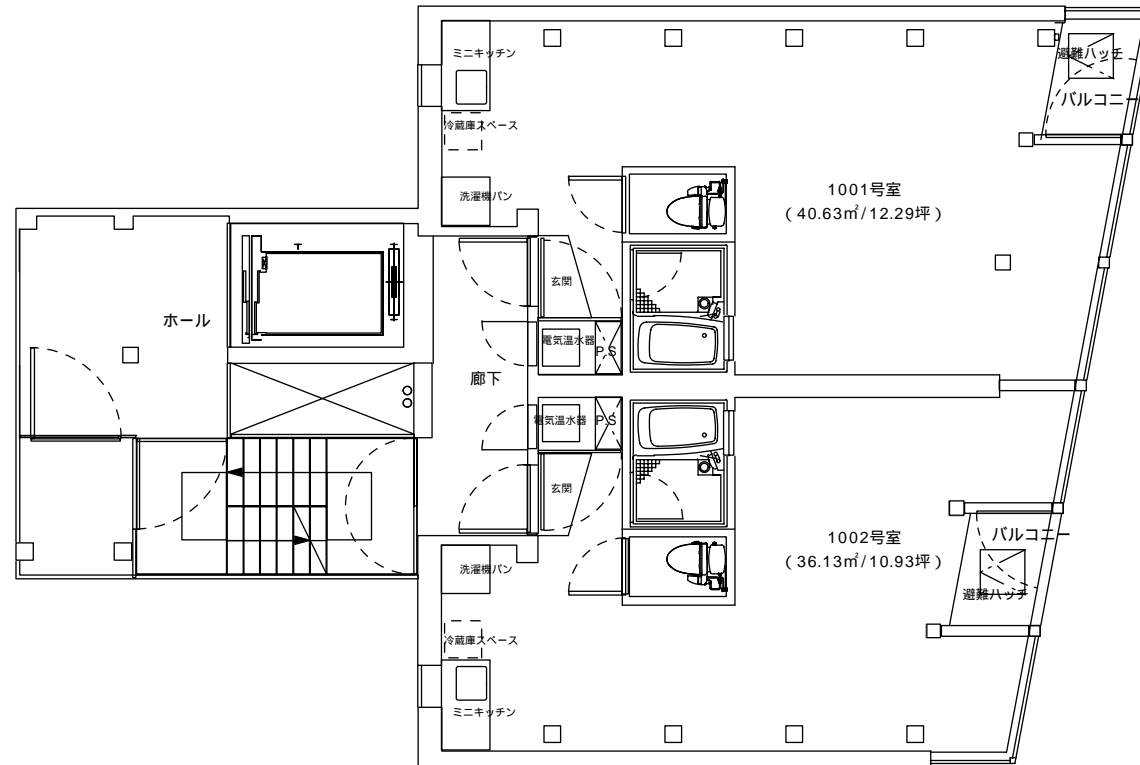 ミニキッチン
避難ハッチ
バルコニー
冷蔵庫スペース
洗濯機パン
1001号室
(40.63㎡/12.29坪)
玄関
ホール
電気温水器
P.S
廊下
電気温水器
P.S
玄関
1002号室
(36.13㎡/10.93坪)
バルコニー
洗濯機パン
避難ハッチ
冷蔵庫スペース
ミニキッチン